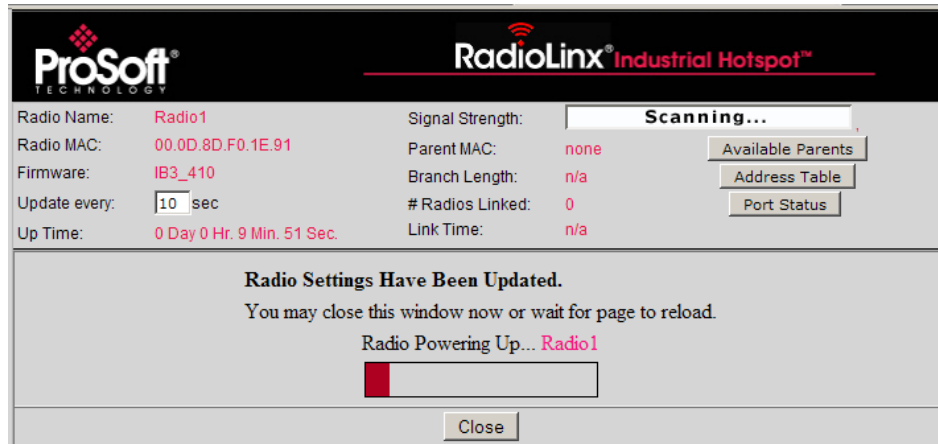 ProSoft®
TECHNOLOGY
RadioLinx® Industrial Hotspot™
Radio Name: Radio1
Radio MAC: 00.0D.8D.F0.1E.91
Firmware: IB3_410
Update every: 10 sec
Up Time: 0 Day 0 Hr. 9 Min. 51 Sec.
Signal Strength: Scanning... ,
Parent MAC: none Available Parents
Branch Length: n/a Address Table
# Radios Linked: 0 Port Status
Link Time: n/a
Radio Settings Have Been Updated.
You may close this window now or wait for page to reload.
Radio Powering Up... Radio1
Close